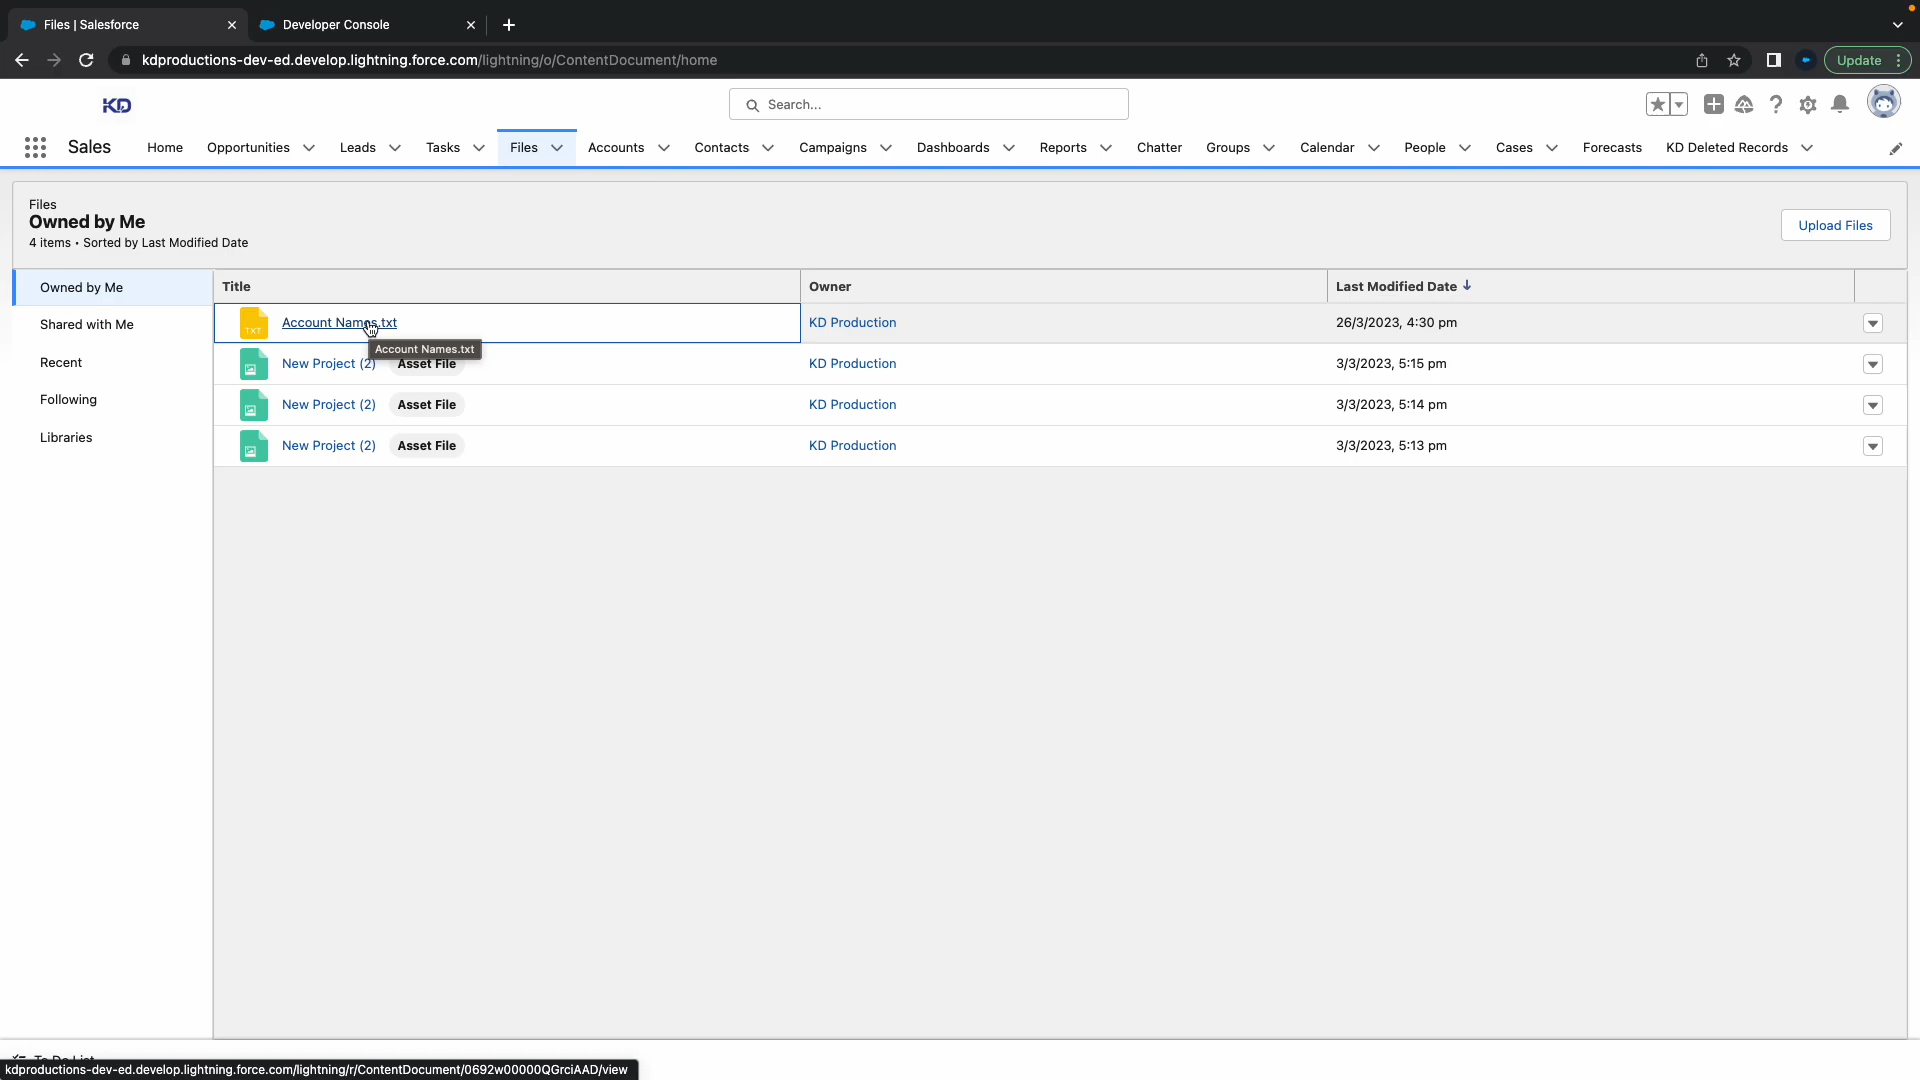 Files | Salesforce
Developer Console
kdproductions-dev-ed.develop.lightning.force.com/lightning/o/ContentDocument/home
Update
KD
Search...
Sales
Home
Opportunities
Leads
Tasks
Files
Accounts
Contacts
Campaigns
Dashboards
Reports
Chatter
Groups
Calendar
People
Cases
Forecasts
KD Deleted Records
Files
Owned by Me
4 items • Sorted by Last Modified Date
Upload Files
Owned by Me
Shared with Me
Recent
Following
Libraries
Title Owner Last Modified Date
TXT Account Names.txt KD Production 26/3/2023, 4:30 pm
Account Names.txt
New Project (2) Asset File KD Production 3/3/2023, 5:15 pm
New Project (2) Asset File KD Production 3/3/2023, 5:14 pm
New Project (2) Asset File KD Production 3/3/2023, 5:13 pm
To Do List
kdproductions-dev-ed.develop.lightning.force.com/lightning/r/ContentDocument/0692w00000QGrciAAD/view